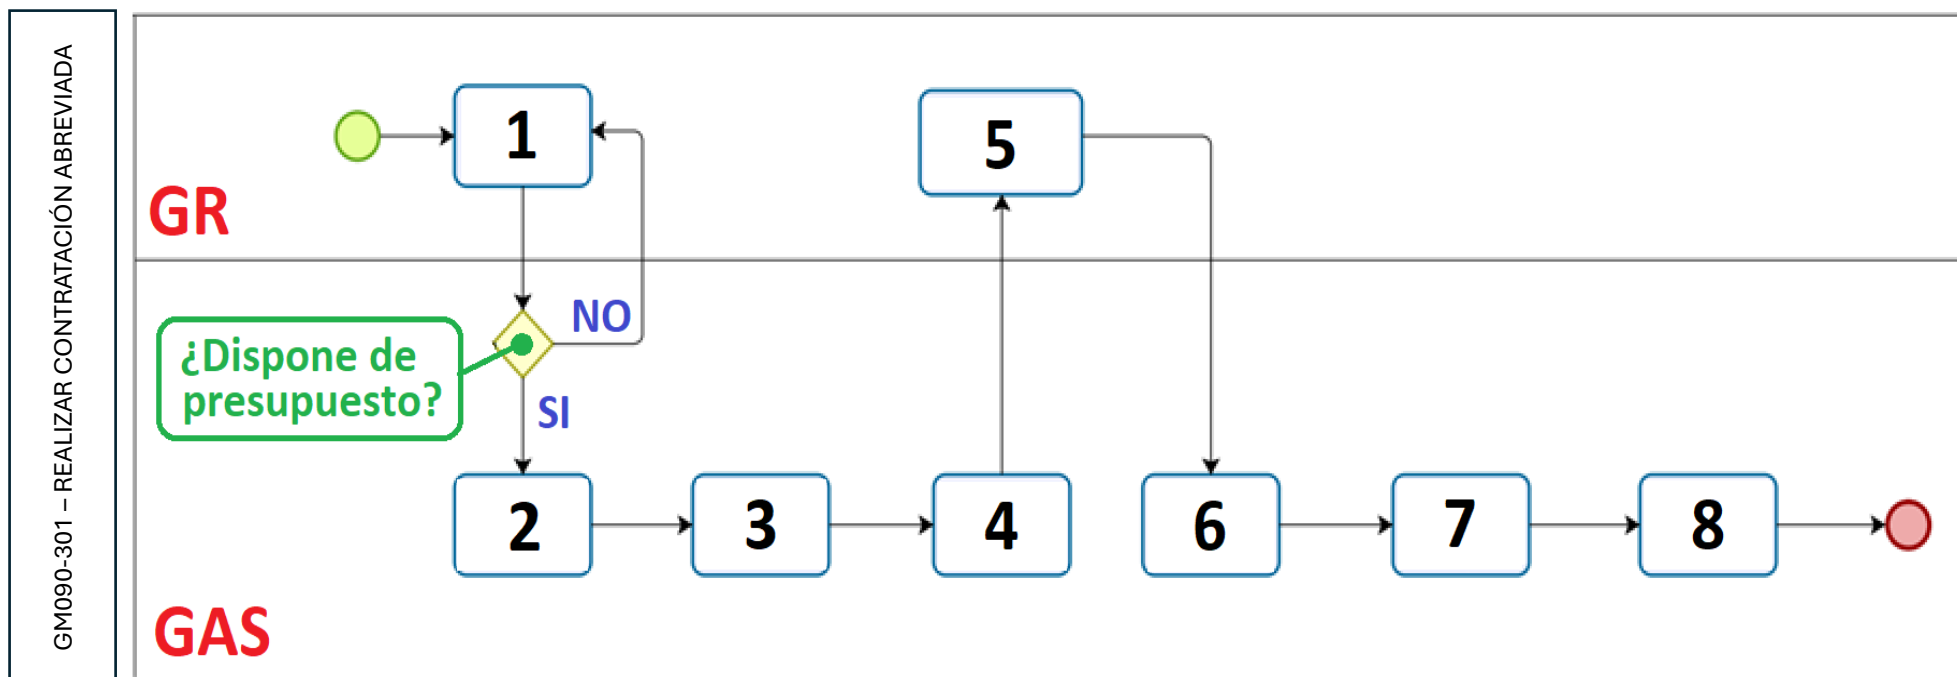 GM090-301 – REALIZAR CONTRATACIÓN ABREVIADA
1
5
GR
NO
¿Dispone de
presupuesto?
SI
2
3
4
6
7
8
GAS